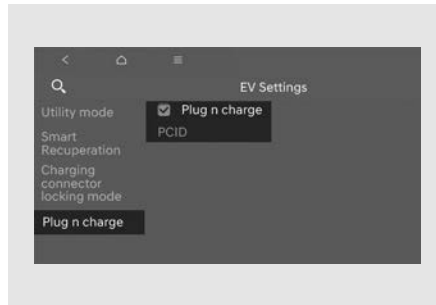 EV Settings
Utility mode
Smart
Recuperation
Charging
connector
locking mode
Plug n charge
Plug n charge
PCID